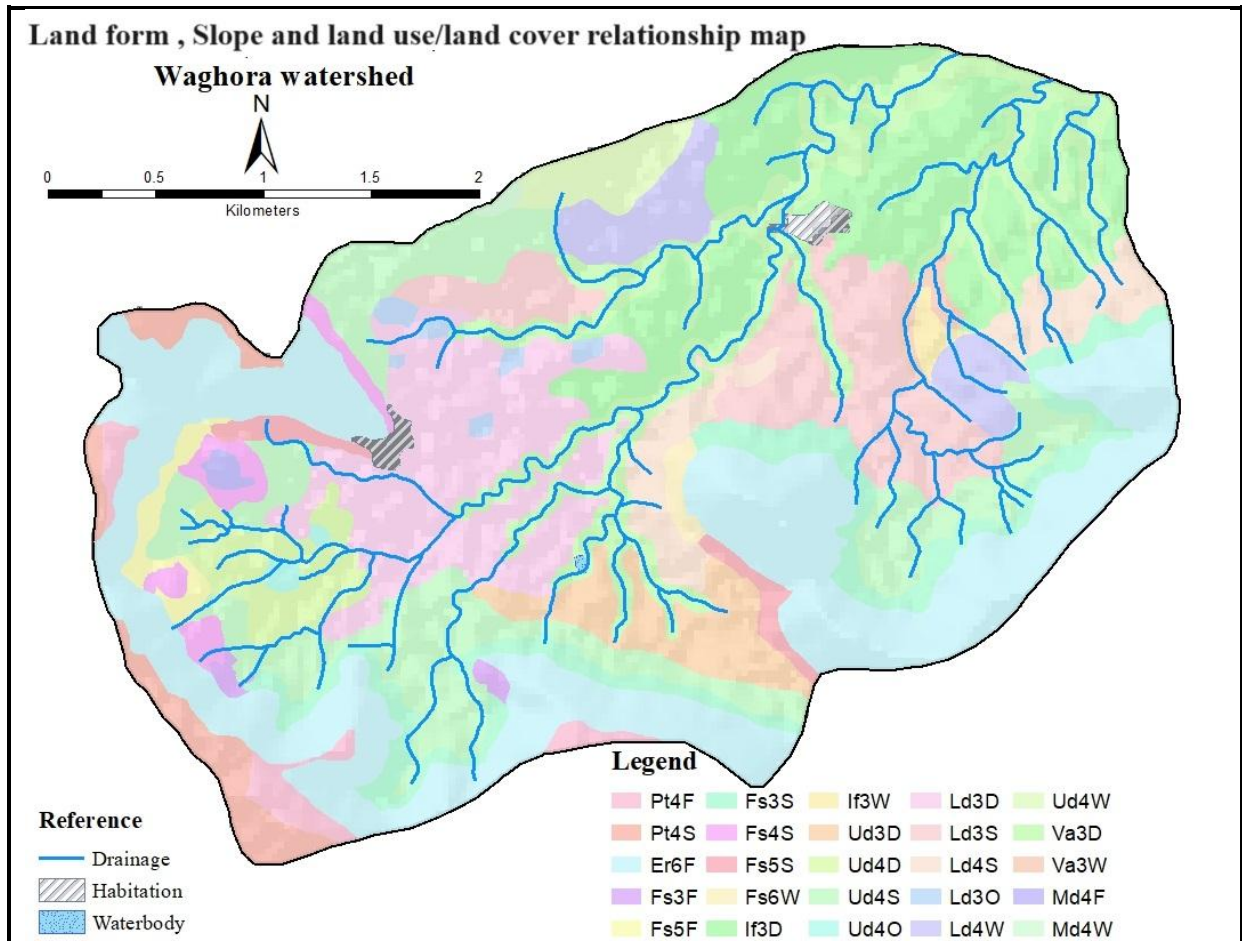 Land form , Slope and land use/land cover relationship map
Waghora watershed
N
0 0.5 1 1.5 2
Kilometers
Legend
Pt4F Fs3S If3W Ld3D Ud4W
Pt4S Fs4S Ud3D Ld3S Va3D
Er6F Fs5S Ud4D Ld4S Va3W
Fs3F Fs6W Ud4S Ld3O Md4F
Fs5F If3D Ud4O Ld4W Md4W
Reference
Drainage
Habitation
Waterbody